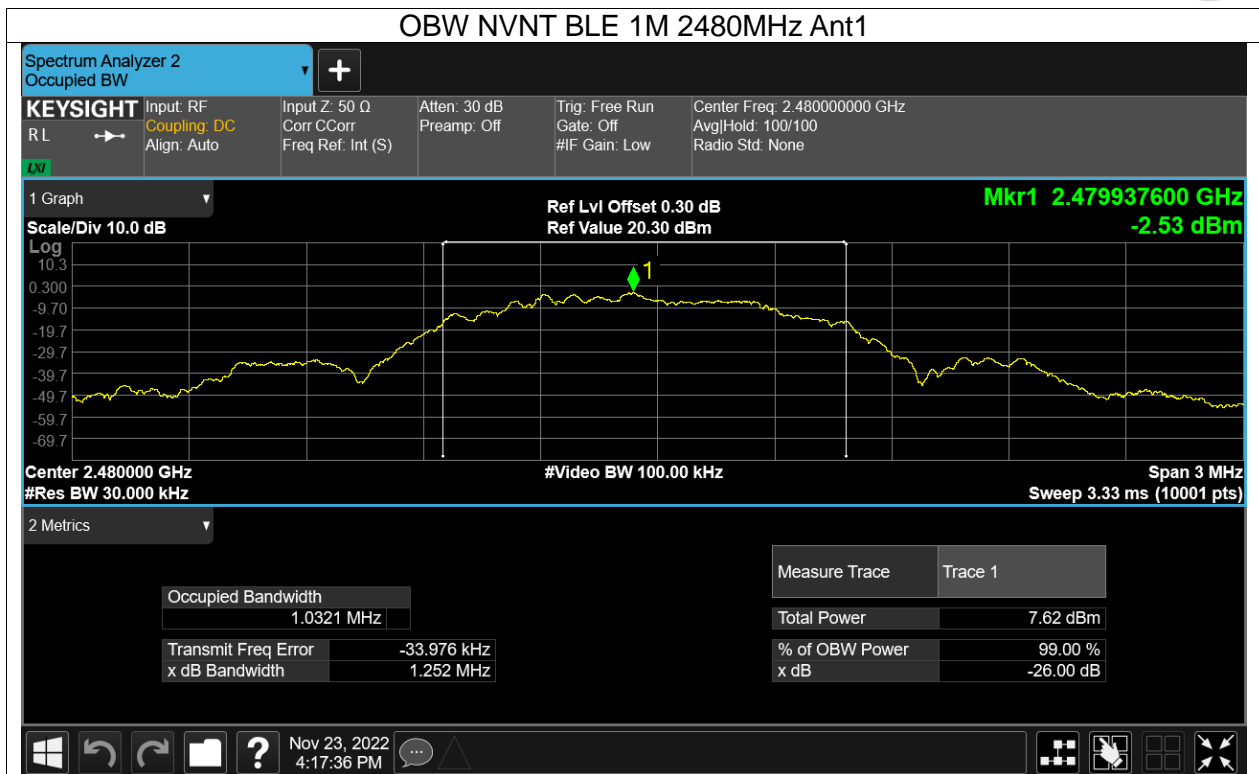 OBW NVNT BLE 1M 2480MHz Ant1
Spectrum Analyzer 2
Occupied BW
KEYSIGHT
R L
LXI
Input: RF
Coupling: DC
Align: Auto
Input Z: 50 Ω
Corr CCorr
Freq Ref: Int (S)
Atten: 30 dB
Preamp: Off
Trig: Free Run
Gate: Off
#IF Gain: Low
Center Freq: 2.480000000 GHz
Avg|Hold: 100/100
Radio Std: None
1 Graph
Scale/Div 10.0 dB
Ref Lvl Offset 0.30 dB
Ref Value 20.30 dBm
Mkr1 2.479937600 GHz
-2.53 dBm
Log
10.3
0.300
-9.70
-19.7
-29.7
-39.7
-49.7
-59.7
-69.7
1
Center 2.480000 GHz
#Res BW 30.000 kHz
#Video BW 100.00 kHz
Span 3 MHz
Sweep 3.33 ms (10001 pts)
2 Metrics
Occupied Bandwidth
1.0321 MHz
Transmit Freq Error -33.976 kHz
x dB Bandwidth 1.252 MHz
Measure Trace Trace 1
Total Power 7.62 dBm
% of OBW Power 99.00 %
x dB -26.00 dB
?
Nov 23, 2022
4:17:36 PM